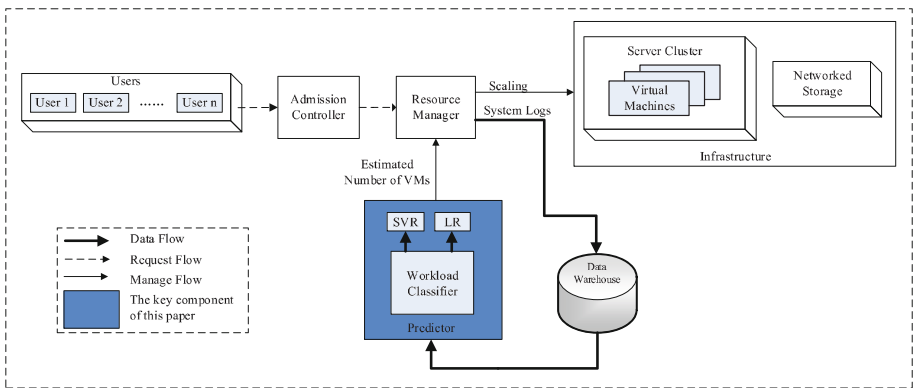 Users
User 1
User 2
......
User n
Admission
Controller
Resource
Manager
Scaling
System Logs
Server Cluster
Virtual
Machines
Networked
Storage
Infrastructure
Estimated
Number of VMs
SVR
LR
Workload
Classifier
Predictor
Data
Warehouse
Data Flow
Request Flow
Manage Flow
The key component
of this paper